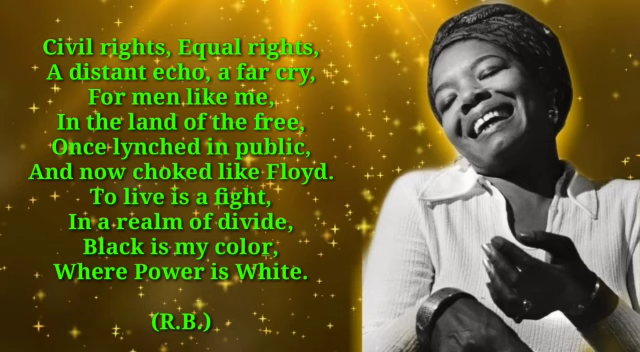 Civil rights, Equal rights,
A distant echo, a far cry,
For men like me,
In the land of the free,
Once lynched in public,
And now choked like Floyd.
To live is a fight,
In a realm of divide,
Black is my color,
Where Power is White.
(R.B.)